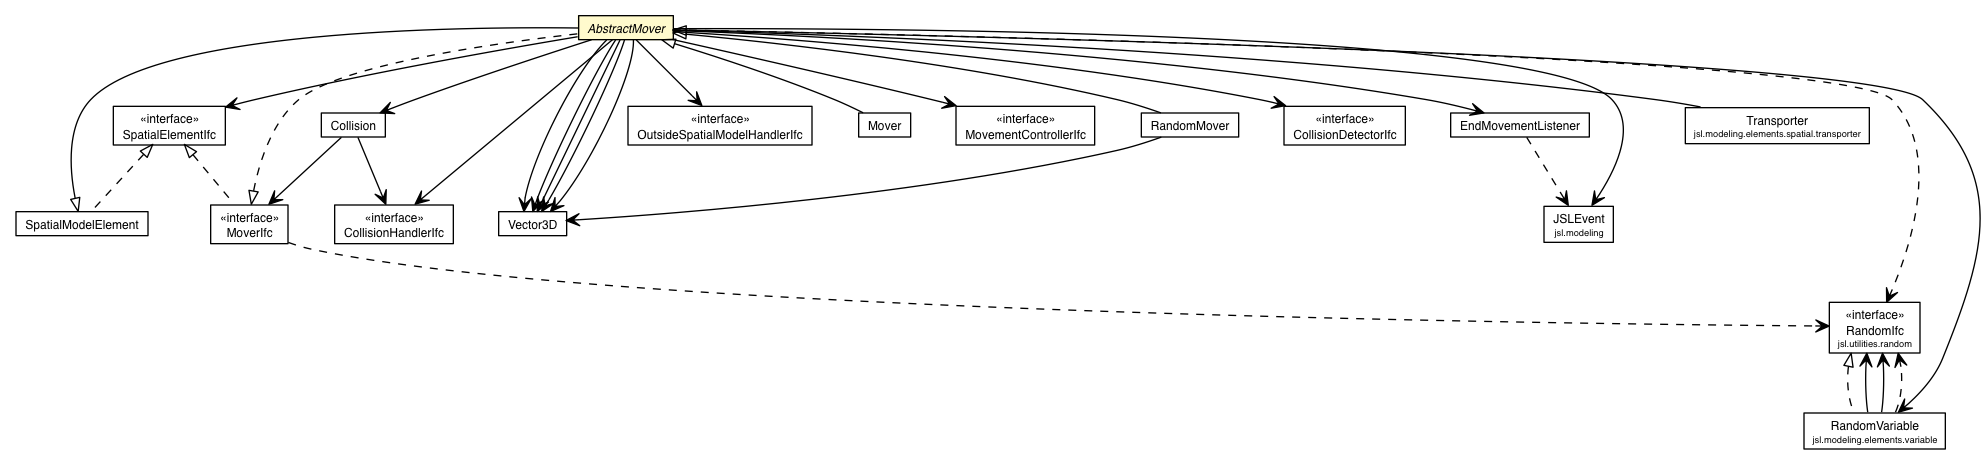 AbstractMover
«interface»
SpatialElementIfc
Collision
«interface»
OutsideSpatialModelHandlerIfc
Mover
«interface»
MovementControllerIfc
RandomMover
«interface»
CollisionDetectorIfc
EndMovementListener
Transporter
jsl.modeling.elements.spatial.transporter
SpatialModelElement
«interface»
MoverIfc
«interface»
CollisionHandlerIfc
Vector3D
JSLEvent
jsl.modeling
«interface»
RandomIfc
jsl.utilities.random
RandomVariable
jsl.modeling.elements.variable